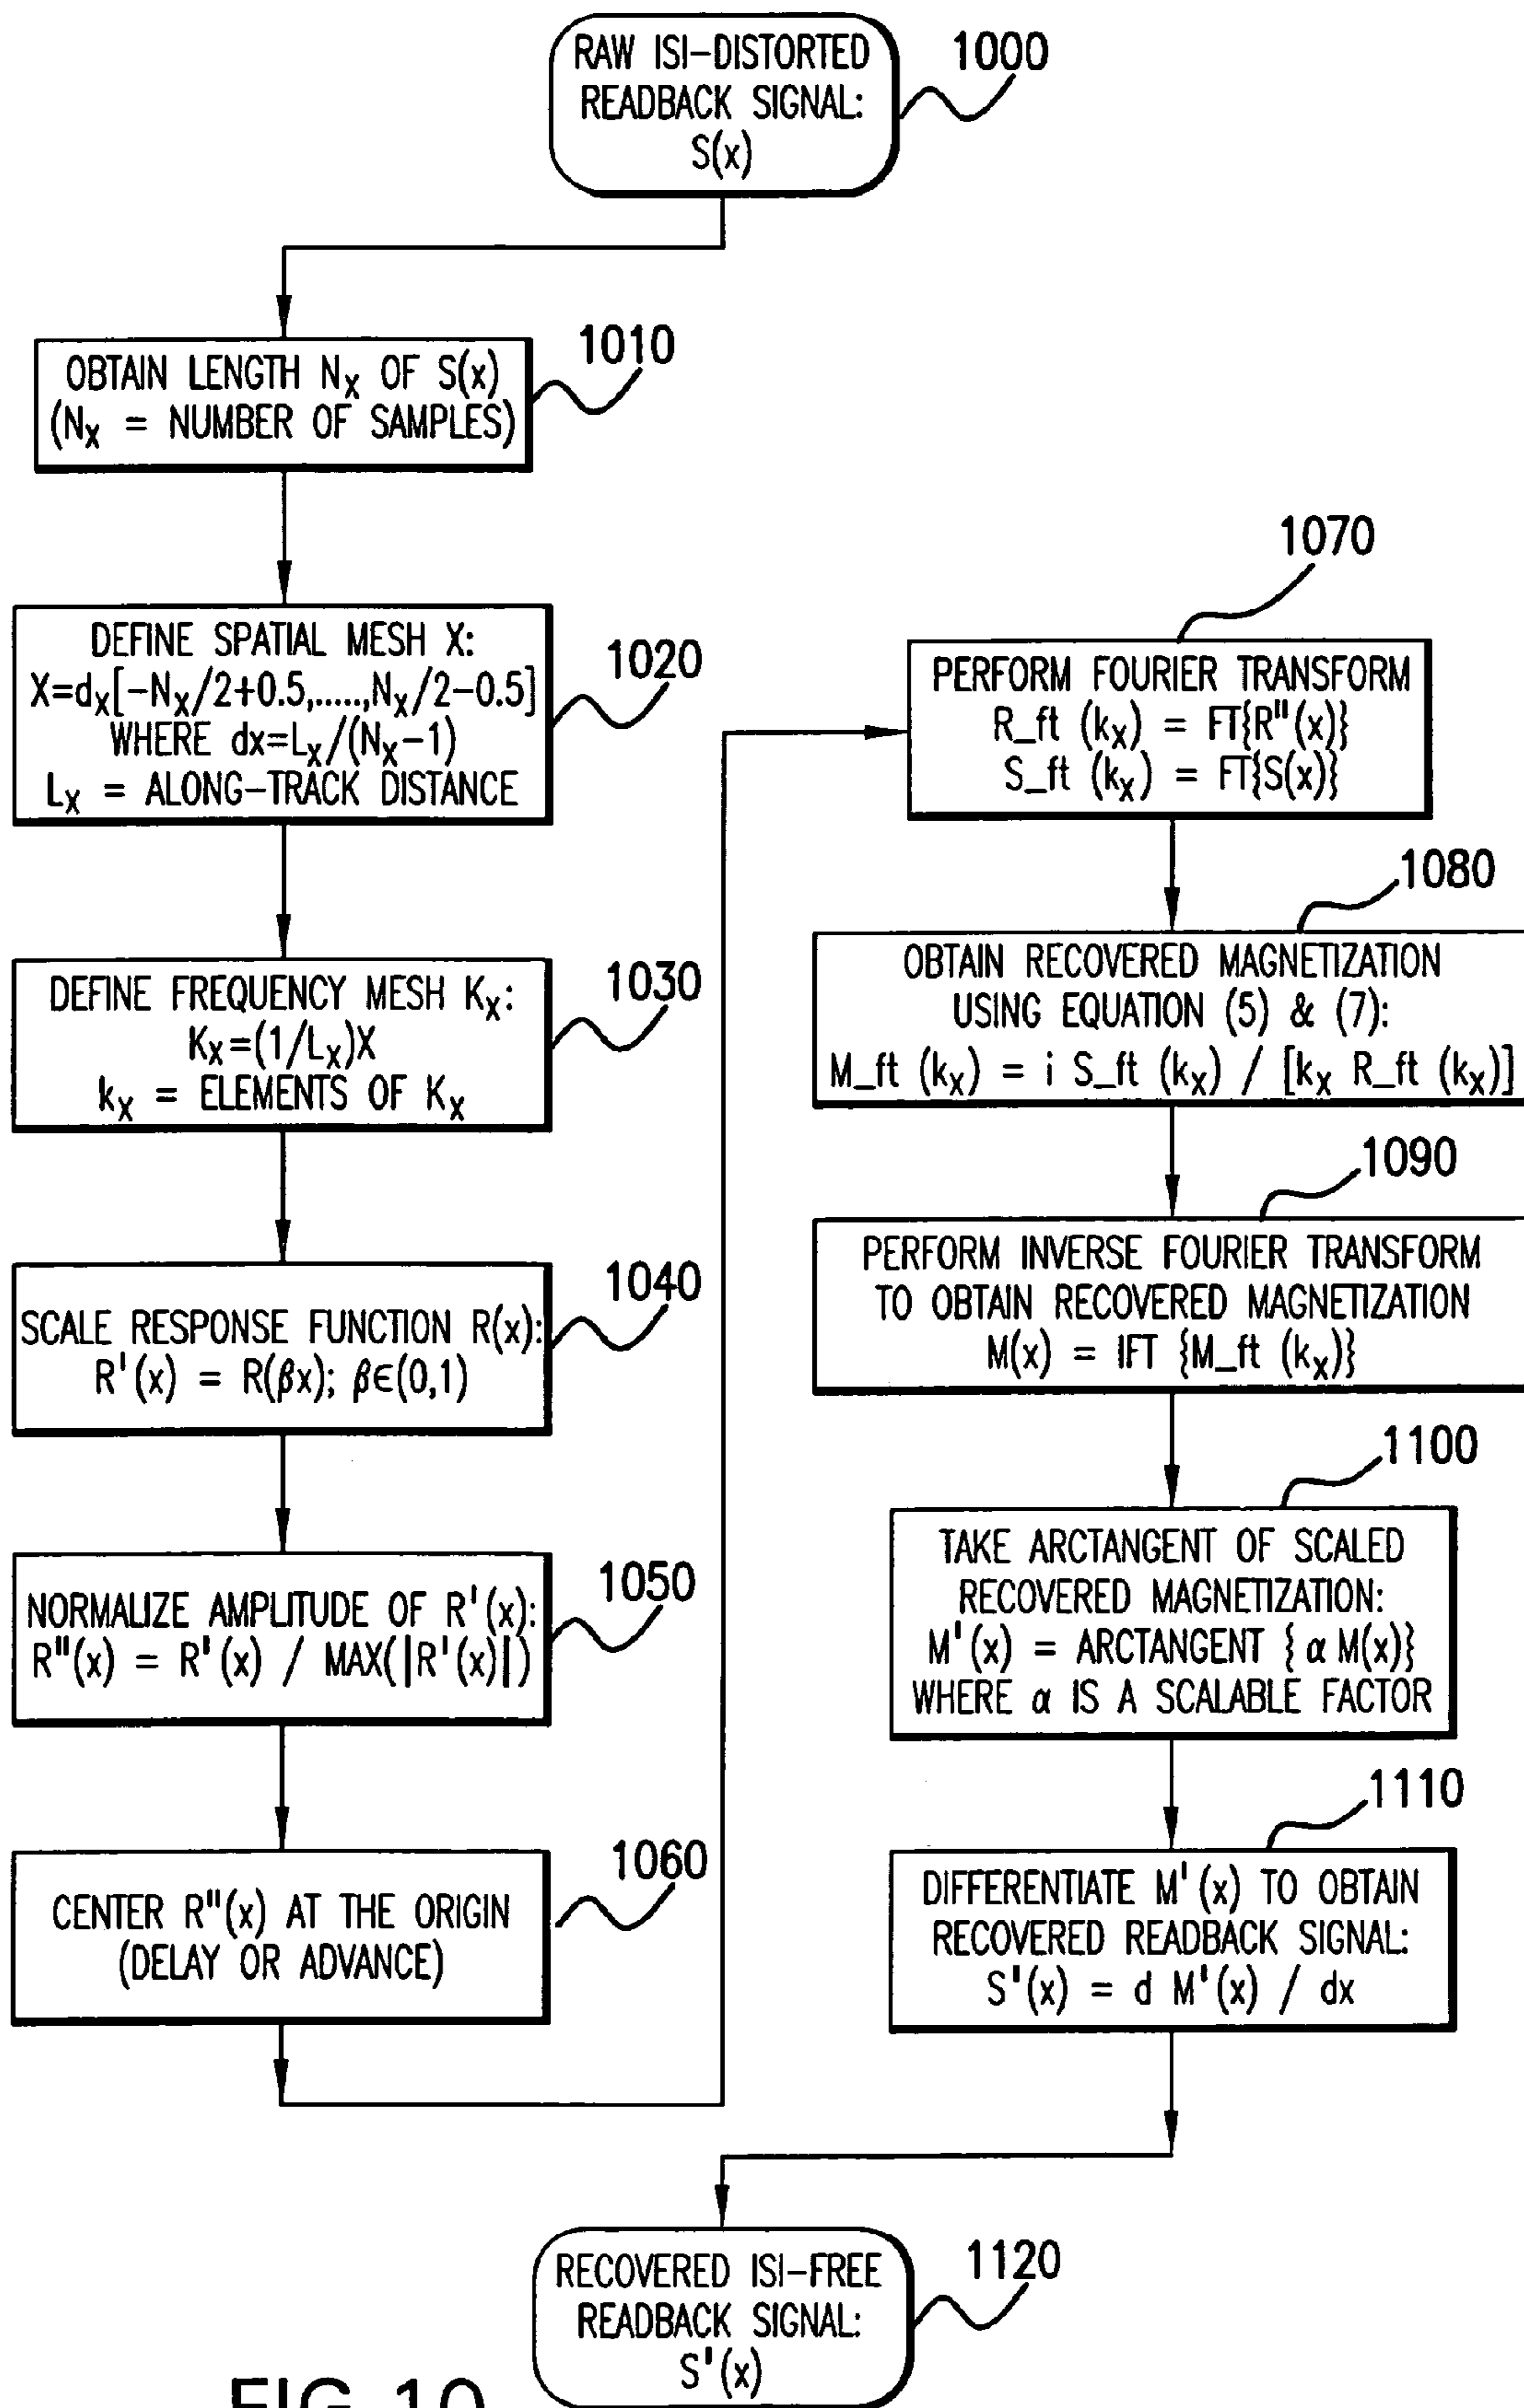 RAW ISI-DISTORTED
READBACK SIGNAL:
S(x)
1000
1010
OBTAIN LENGTH Nx OF S(x)
(Nx = NUMBER OF SAMPLES)
1020
DEFINE SPATIAL MESH X:
X=dx[-Nx/2+0.5,.....,Nx/2-0.5]
WHERE dx=Lx/(Nx-1)
Lx = ALONG-TRACK DISTANCE
1030
DEFINE FREQUENCY MESH Kx:
Kx=(1/Lx)X
kx = ELEMENTS OF Kx
1040
SCALE RESPONSE FUNCTION R(x):
R'(x) = R(βx); β∈(0,1)
1050
NORMALIZE AMPLITUDE OF R'(x):
R"(x) = R'(x) / MAX(|R'(x)|)
1060
CENTER R"(x) AT THE ORIGIN
(DELAY OR ADVANCE)
1070
PERFORM FOURIER TRANSFORM
R_ft (kx) = FT{R"(x)}
S_ft (kx) = FT{S(x)}
1080
OBTAIN RECOVERED MAGNETIZATION
USING EQUATION (5) & (7):
M_ft (kx) = i S_ft (kx) / [kx R_ft (kx)]
1090
PERFORM INVERSE FOURIER TRANSFORM
TO OBTAIN RECOVERED MAGNETIZATION
M(x) = IFT {M_ft (kx)}
1100
TAKE ARCTANGENT OF SCALED
RECOVERED MAGNETIZATION:
M'(x) = ARCTANGENT { α M(x)}
WHERE α IS A SCALABLE FACTOR
1110
DIFFERENTIATE M'(x) TO OBTAIN
RECOVERED READBACK SIGNAL:
S'(x) = d M'(x) / dx
1120
RECOVERED ISI-FREE
READBACK SIGNAL:
S'(x)
FIG.10